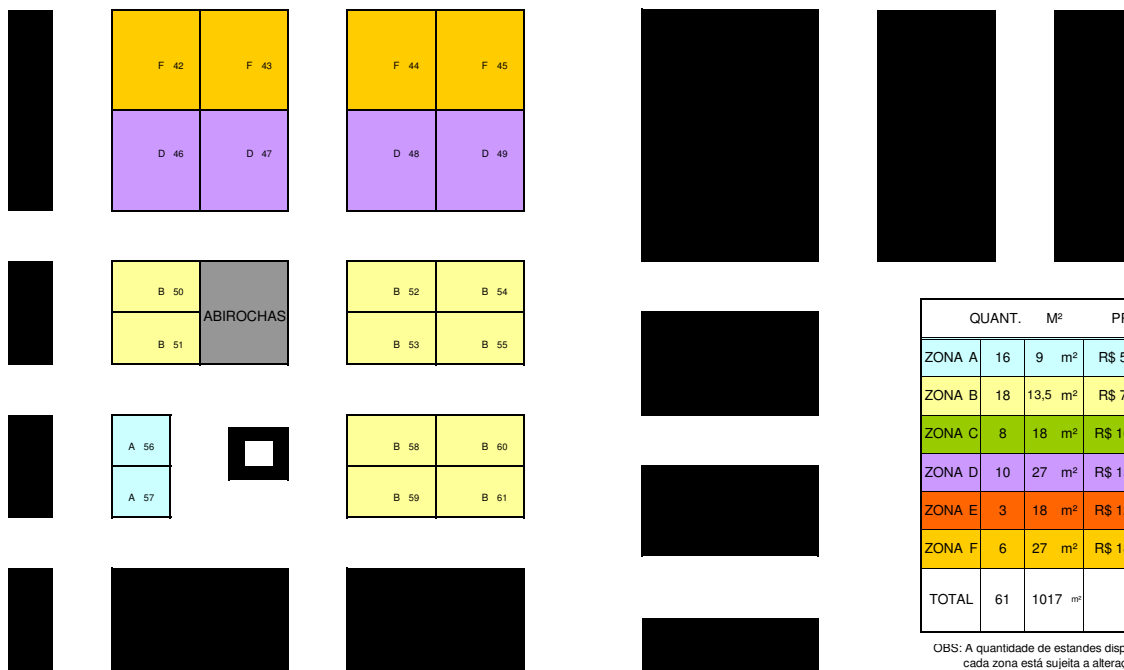 F 42 F 43 F 44 F 45
D 46 D 47 D 48 D 49
B 50 B 52 B 54
ABIROCHAS
B 51 B 53 B 55
A 56 B 58 B 60
A 57 B 59 B 61
QUANT. M²
ZONA A 16 9 m² R$
ZONA B 18 13,5 m² R$
ZONA C 8 18 m² R$
ZONA D 10 27 m² R$
ZONA E 3 18 m² R$
ZONA F 6 27 m² R$
TOTAL 61 1017 m²
OBS: A quantidade de estandes
cada zona está sujeita a